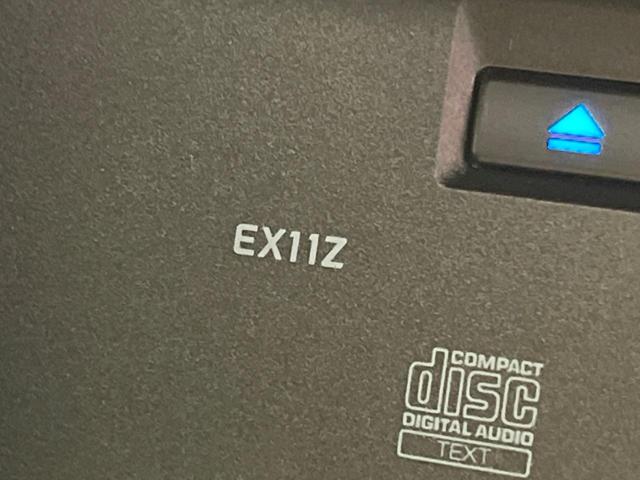 EX11Z
COMPACT
disc
DIGITAL AUDIO
TEXT